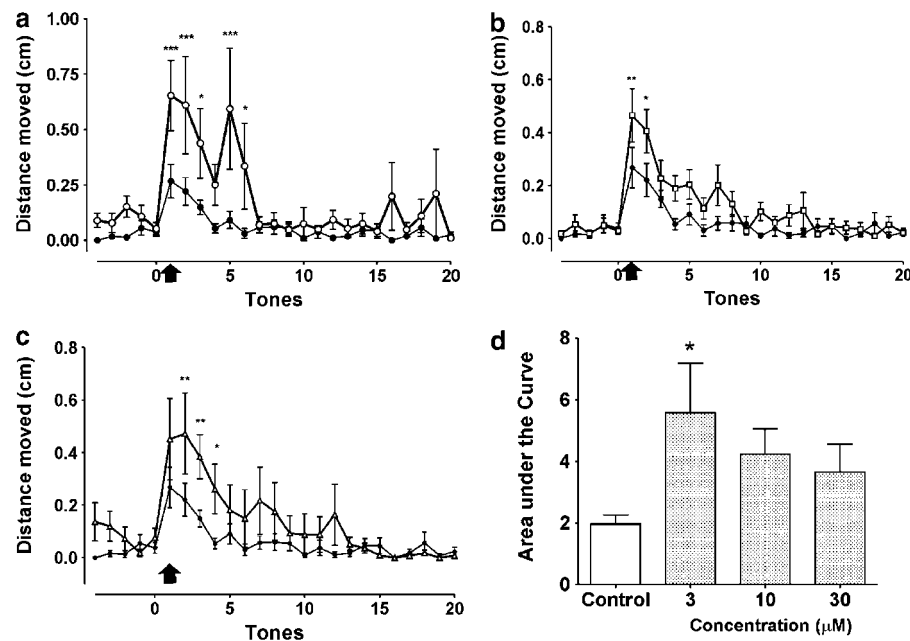 a
1.00
0.75
0.50
0.25
0.00
Distance moved (cm)
***
***
*
***
*
0 5 10 15 20
Tones
b
0.8
0.6
0.4
0.2
0.0
Distance moved (cm)
**
*
0 5 10 15 20
Tones
c
0.8
0.6
0.4
0.2
0.0
Distance moved (cm)
**
**
*
0 5 10 15 20
Tones
d
8
6
4
2
0
Area under the Curve
*
Control 3 10 30
Concentration (μM)